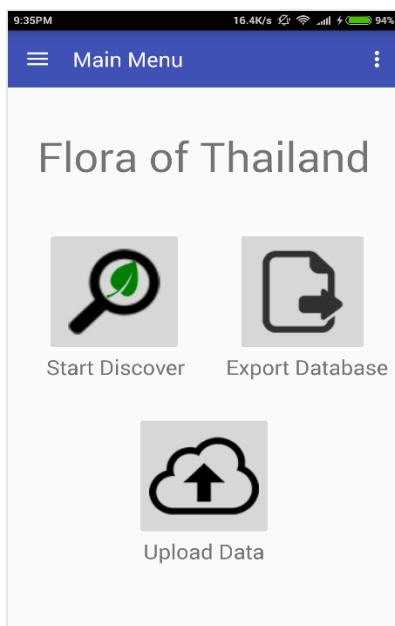 9:35PM 16.4K/s 94%
Main Menu
Flora of Thailand
Start Discover Export Database
Upload Data